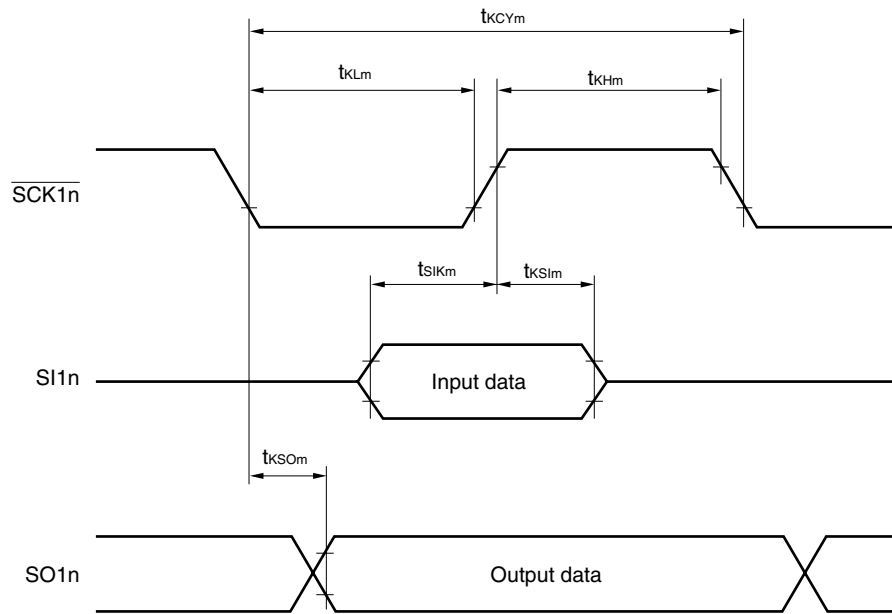 tKCYm
tKLm
tKHm
SCK1n
tSIKm
tKSIm
SI1n
Input data
tKSOm
SO1n
Output data